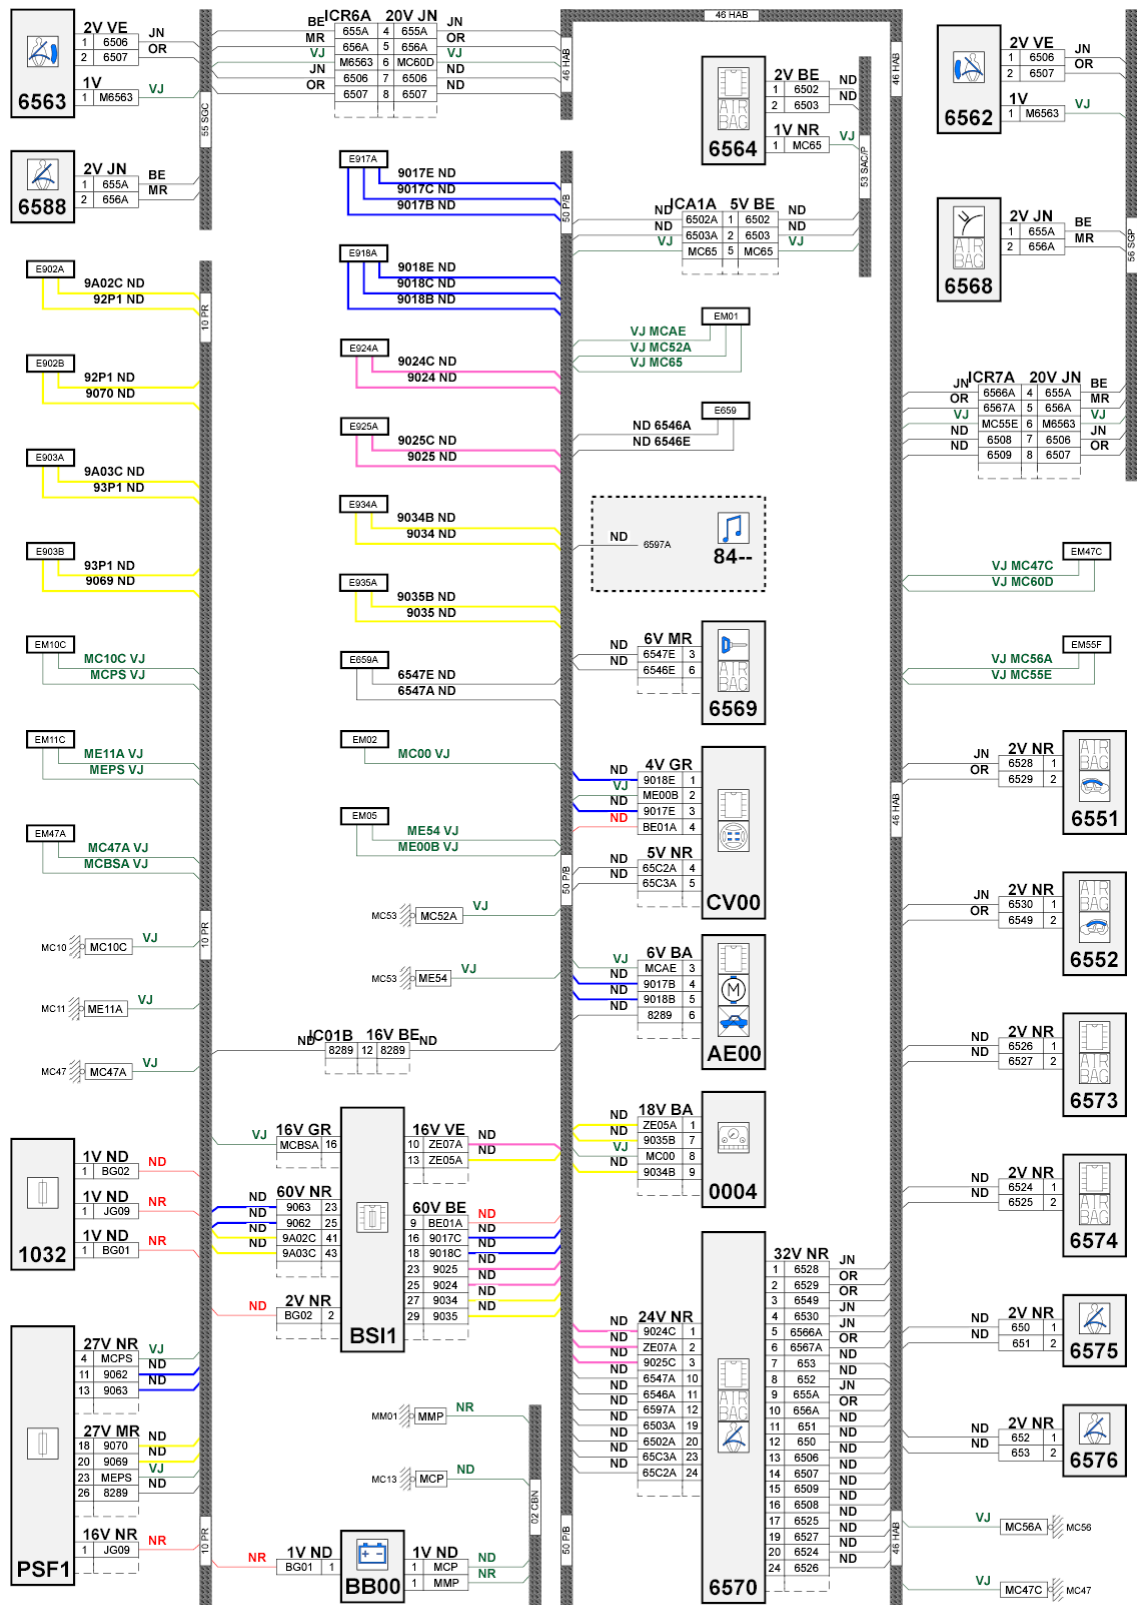 46 HAB
6563
2V VE
1 6506 JN
2 6507 OR
1V
1 M6563 VJ
55 SGC
6588
2V JN
1 655A BE
2 656A MR
ICR6A 20V JN
BE 655A 4 655A JN
MR 656A 5 656A OR
VJ M6563 6 MC60D VJ
JN 6506 7 6506 ND
OR 6507 8 6507 ND
46 HAB
6564
AIR
BAG
2V BE
1 6502 ND
2 6503 ND
1V NR
1 MC65 VJ
53 SAC/P
46 HAB
6562
2V VE
1 6506 JN
2 6507 OR
1V
1 M6563 VJ
6568
AIR
BAG
2V JN
1 655A BE
2 656A MR
56 SGP
ICA1A 5V BE
ND 6502A 1 6502 ND
ND 6503A 2 6503 ND
VJ MC65 5 MC65 VJ
ICR7A 20V JN
JN 6566A 4 655A BE
OR 6567A 5 656A MR
VJ MC55E 6 M6563 VJ
ND 6508 7 6506 JN
ND 6509 8 6507 OR
E902A
9A02C ND
92P1 ND
10 PR
E902B
92P1 ND
9070 ND
E903A
9A03C ND
93P1 ND
E903B
93P1 ND
9069 ND
EM10C
MC10C VJ
MCPS VJ
EM11C
ME11A VJ
MEPS VJ
EM47A
MC47A VJ
MCBSA VJ
10 PR
MC10 MC10C VJ
MC11 ME11A VJ
MC47 MC47A VJ
E917A
9017E ND
9017C ND
9017B ND
50 P/B
E918A
9018E ND
9018C ND
9018B ND
E924A
9024C ND
9024 ND
E925A
9025C ND
9025 ND
E934A
9034B ND
9034 ND
E935A
9035B ND
9035 ND
E659A
6547E ND
6547A ND
EM02
MC00 VJ
EM05
ME54 VJ
ME00B VJ
50 P/B
MC53 MC52A VJ
MC53 ME54 VJ
IC01B 16V BE
ND 8289 12 8289 ND
EM01
VJ MCAE
VJ MC52A
VJ MC65
E659
ND 6546A
ND 6546E
ND 6597A
84--
6V MR
ND 6547E 3
ND 6546E 6
AIR
BAG
6569
4V GR
ND 9018E 1
VJ ME00B 2
ND 9017E 3
ND BE01A 4
5V NR
ND 65C2A 4
ND 65C3A 5
CV00
6V BA
VJ MCAE 3
ND 9017B 4
ND 9018B 5
ND 8289 6
M
AE00
18V BA
ND ZE05A 1
ND 9035B 7
VJ MC00 8
ND 9034B 9
0004
EM47C
VJ MC47C
VJ MC60D
EM55F
VJ MC56A
VJ MC55E
46 HAB
2V NR
JN 6528 1
OR 6529 2
AIR
BAG
6551
2V NR
JN 6530 1
OR 6549 2
AIR
BAG
6552
2V NR
ND 6526 1
ND 6527 2
AIR
BAG
6573
2V NR
ND 6524 1
ND 6525 2
AIR
BAG
6574
2V NR
ND 650 1
ND 651 2
6575
2V NR
ND 652 1
ND 653 2
6576
VJ MC56A MC56
VJ MC47C MC47
1032
1V ND
1 BG02 ND
1V ND
1 JG09 NR
1V ND
1 BG01 NR
PSF1
27V NR
4 MCPS VJ
11 9062 ND
13 9063 ND
27V MR
18 9070 ND
20 9069 ND
23 MEPS VJ
26 8289 ND
16V NR
1 JG09 NR
10 PR
BSI1
16V GR
VJ MCBSA 16
60V NR
ND 9063 23
ND 9062 25
ND 9A02C 41
ND 9A03C 43
2V NR
ND BG02 2
16V VE
10 ZE07A ND
13 ZE05A ND
60V BE
9 BE01A ND
16 9017C ND
18 9018C ND
23 9025 ND
25 9024 ND
27 9034 ND
29 9035 ND
MM01 MMP NR
MC13 MCP ND
02 CBN
BB00
1V ND
NR BG01 1
1V ND
1 MCP ND
1 MMP NR
50 P/B
6570
AIR
BAG
24V NR
ND 9024C 1
ND ZE07A 2
ND 9025C 3
ND 6547A 10
ND 6546A 11
ND 6597A 12
ND 6503A 19
ND 6502A 20
ND 65C3A 23
ND 65C2A 24
32V NR
1 6528 JN
2 6529 OR
3 6549 OR
4 6530 JN
5 6566A JN
6 6567A OR
7 653 ND
8 652 ND
9 655A JN
10 656A OR
11 651 ND
12 650 ND
13 6506 ND
14 6507 ND
15 6509 ND
16 6508 ND
17 6525 ND
19 6527 ND
20 6524 ND
24 6526 ND
46 HAB